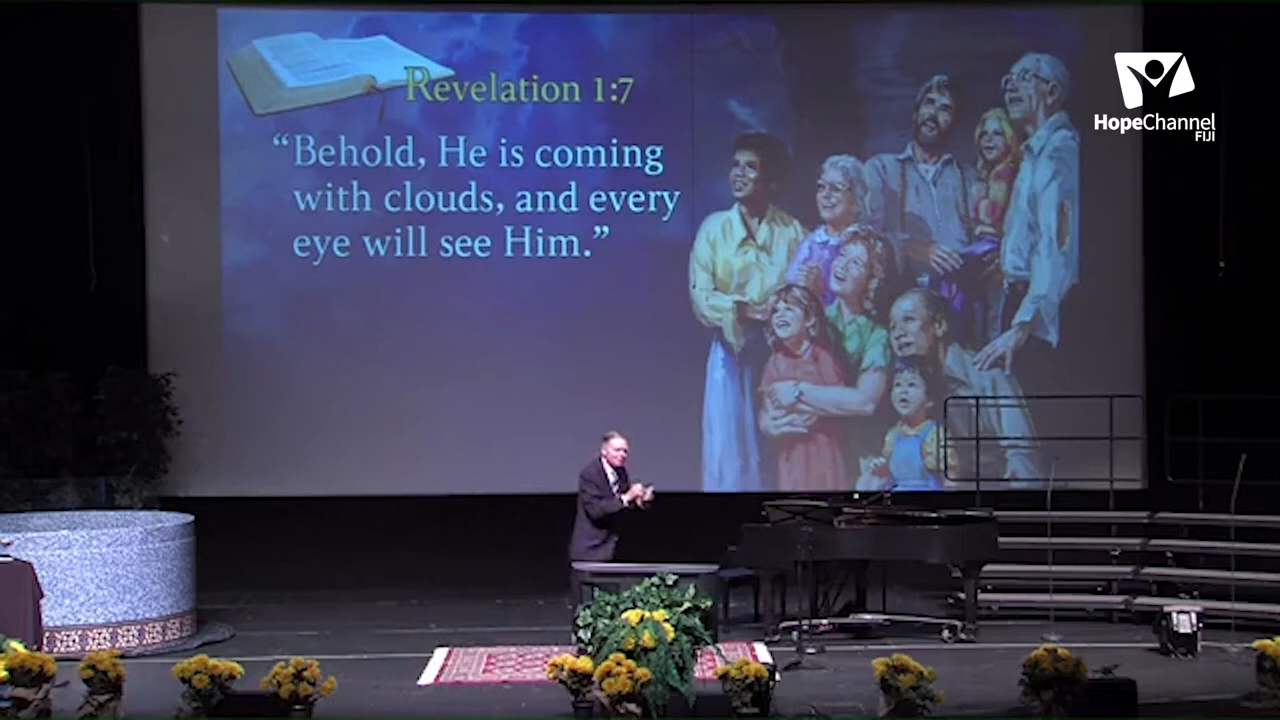 Revelation 1:7
“Behold, He is coming
with clouds, and every
eye will see Him.”
HopeChannel
FIJI